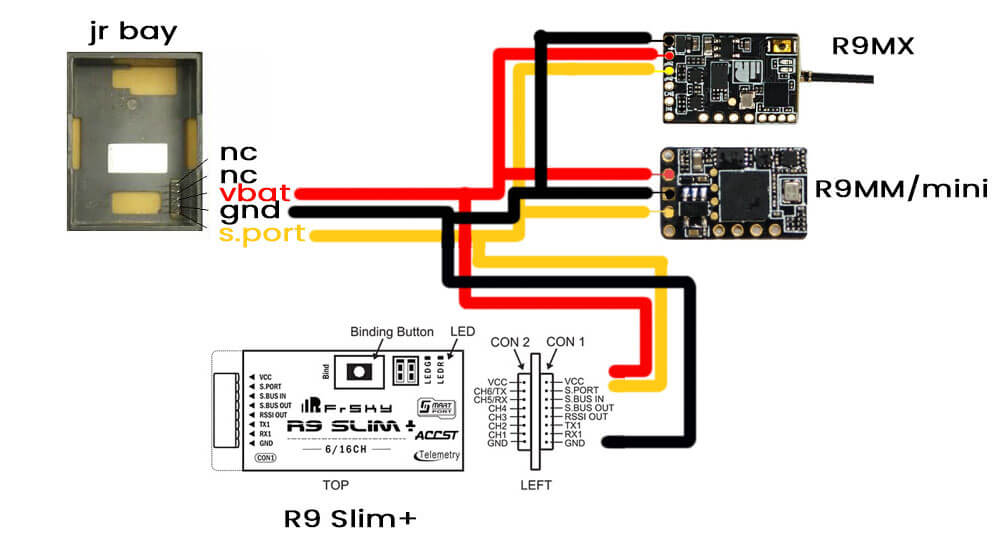 jr bay
nc
nc
vbat
gnd
s.port
R9MX
R9MM/mini
Binding Button
LED
Bind
LEDG
LEDR
VCC
S.PORT
S.BUS IN
S.BUS OUT
RSSI OUT
TX1
RX1
GND
CON1
FrSky
SMART PORT
R9 SLIM+
ACCST
6/16CH
Telemetry
TOP
R9 Slim+
CON 2
CON 1
VCC
CH6/TX
CH5/RX
CH4
CH3
CH2
CH1
GND
VCC
S.PORT
S.BUS IN
S.BUS OUT
RSSI OUT
TX1
RX1
GND
LEFT